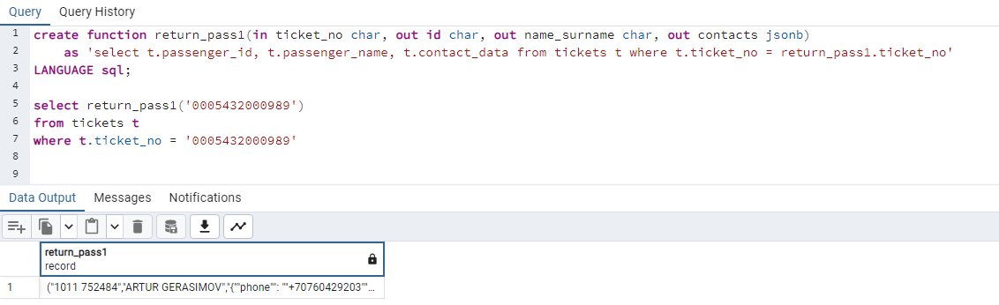 Query Query History
1 create function return_pass1(in ticket_no char, out id char, out name_surname char, out contacts jsonb)
2 as 'select t.passenger_id, t.passenger_name, t.contact_data from tickets t where t.ticket_no = return_pass1.ticket_no'
3 LANGUAGE sql;
4
5 select return_pass1('0005432000989')
6 from tickets t
7 where t.ticket_no = '0005432000989'
8
9
Data Output Messages Notifications
return_pass1
record
1 ("1011 752484","ARTUR GERASIMOV","{""phone"": ""+70760429203""...